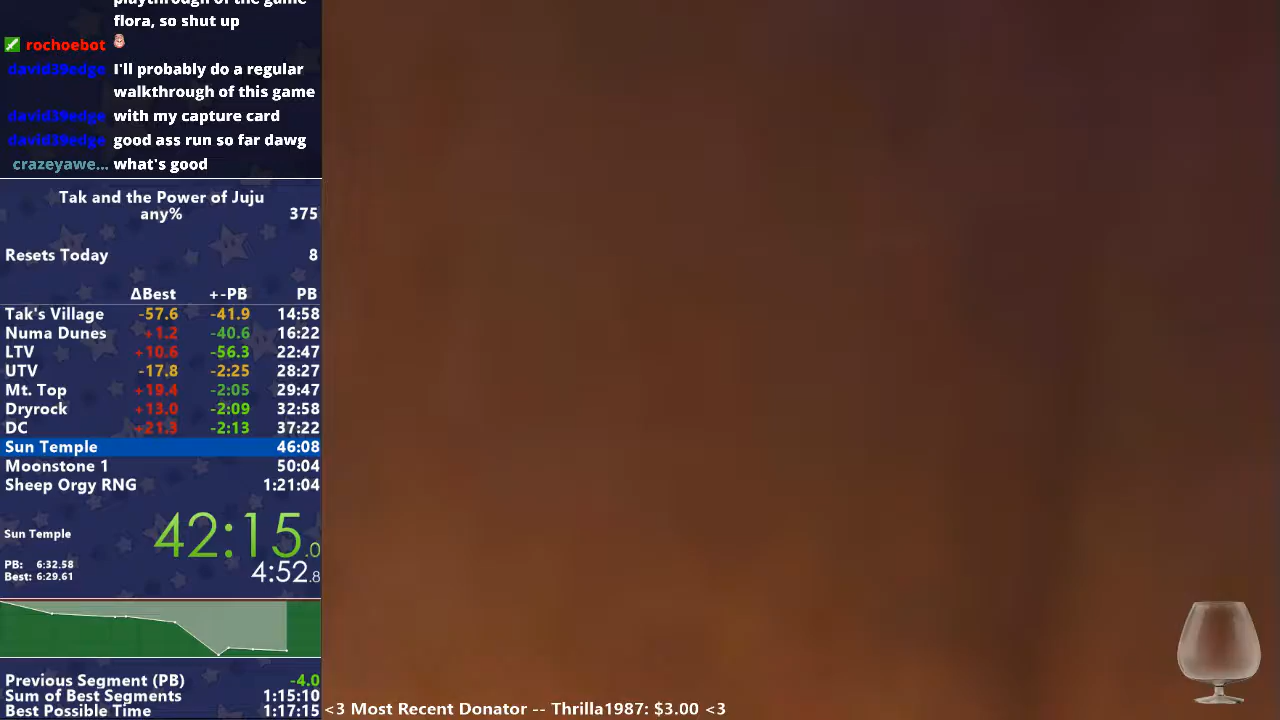 playthrough of the game
flora, so shut up
rochoebot
david39edge I'll probably do a regular
walkthrough of this game
david39edge with my capture card
david39edge good ass run so far dawg
crazeyawe... what's good
Tak and the Power of Juju
any% 375
Resets Today 8
ΔBest +-PB PB
Tak's Village -57.6 -41.9 14:58
Numa Dunes +1.2 -40.6 16:22
LTV +10.6 -56.3 22:47
UTV -17.8 -2:25 28:27
Mt. Top +19.4 -2:05 29:47
Dryrock +13.0 -2:09 32:58
DC +21.3 -2:13 37:22
Sun Temple 46:08
Moonstone 1 50:04
Sheep Orgy RNG 1:21:04
Sun Temple 42:15.0
PB: 6:32.58
Best: 6:29.61 4:52.8
Previous Segment (PB) -4.0
Sum of Best Segments 1:15:10
Best Possible Time 1:17:15
<3 Most Recent Donator -- Thrilla1987: $3.00 <3